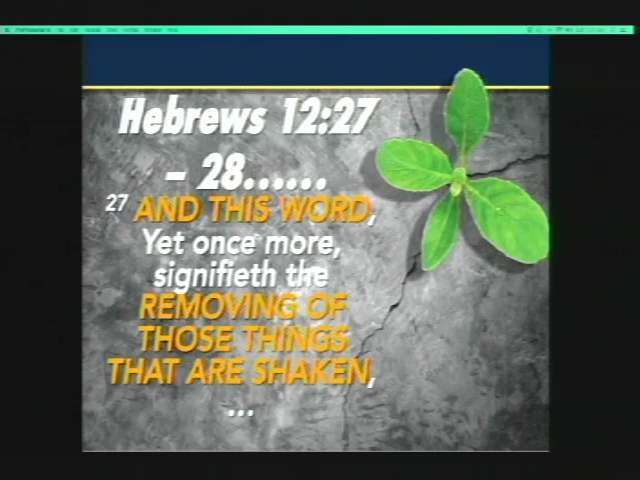 Hebrews 12:27
– 28......
27 AND THIS WORD,
Yet once more,
signifieth the
REMOVING OF
THOSE THINGS
THAT ARE SHAKEN,
...